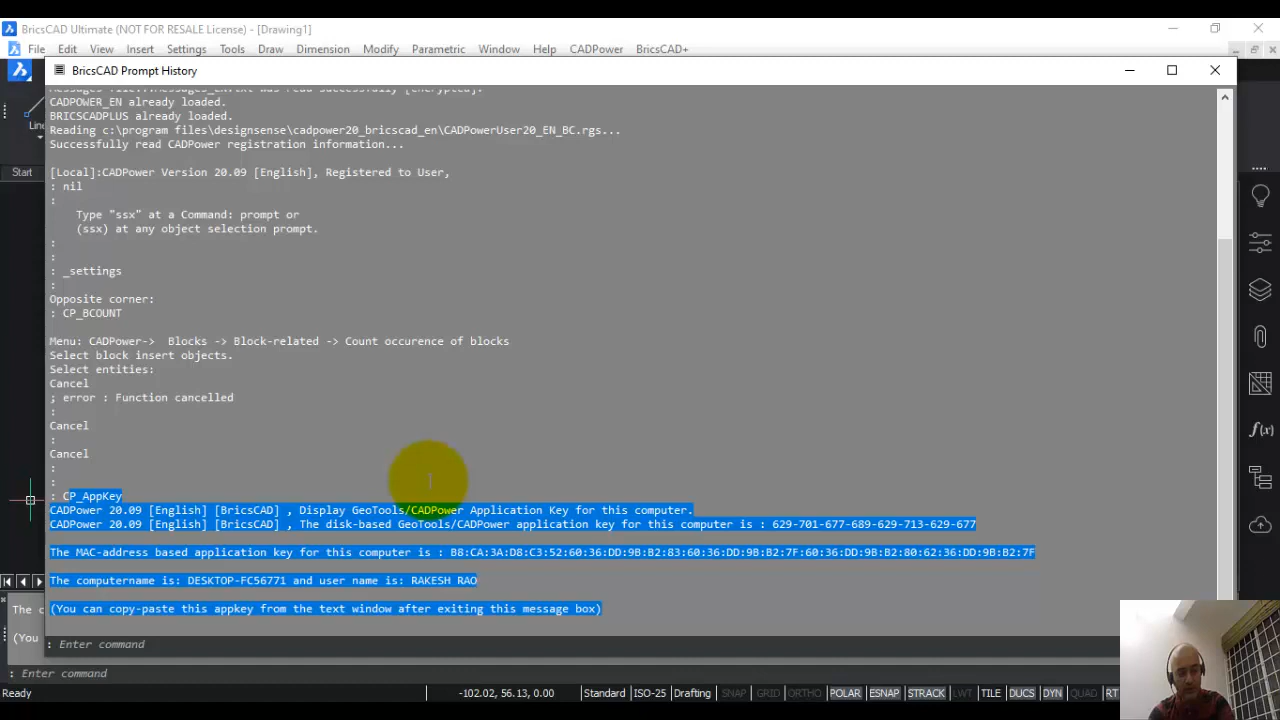 BricsCAD Ultimate (NOT FOR RESALE License) - [Drawing1]
File Edit View Insert Settings Tools Draw Dimension Modify Parametric Window Help CADPower BricsCAD+
BricsCAD Prompt History
CADPOWER_EN already loaded.
BRICSCADPLUS already loaded.
Reading c:\program files\designsense\cadpower20_bricscad_en\CADPowerUser20_EN_BC.rgs...
Successfully read CADPower registration information...
[Local]:CADPower Version 20.09 [English], Registered to User,
: nil
:
Type "ssx" at a Command: prompt or
(ssx) at any object selection prompt.
:
:
: _settings
:
Opposite corner:
: CP_BCOUNT
Menu: CADPower-> Blocks -> Block-related -> Count occurence of blocks
Select block insert objects.
Select entities:
Cancel
; error : Function cancelled
:
Cancel
:
Cancel
:
:
: CP_AppKey
CADPower 20.09 [English] [BricsCAD] , Display GeoTools/CADPower Application Key for this computer.
CADPower 20.09 [English] [BricsCAD] , The disk-based GeoTools/CADPower application key for this computer is : 629-701-677-689-629-713-629-677
The MAC-address based application key for this computer is : B8:CA:3A:D8:C3:52:60:36:DD:9B:B2:83:60:36:DD:9B:B2:7F:60:36:DD:9B:B2:80:62:36:DD:9B:B2:7F
The computername is: DESKTOP-FC56771 and user name is: RAKESH RAO
(You can copy-paste this appkey from the text window after exiting this message box)
: Enter command
Line
Start
The c
(You
: Enter command
Ready
-102.02, 56.13, 0.00 Standard ISO-25 Drafting SNAP GRID ORTHO POLAR ESNAP STRACK LWT TILE DUCS DYN QUAD RT